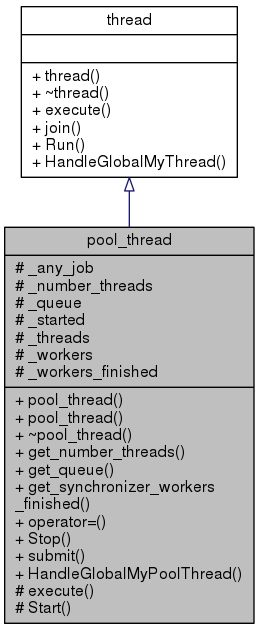 thread
+ thread()
+ ~thread()
+ execute()
+ join()
+ Run()
+ HandleGlobalMyThread()
pool_thread
# _any_job
# _number_threads
# _queue
# _started
# _threads
# _workers
# _workers_finished
+ pool_thread()
+ pool_thread()
+ ~pool_thread()
+ get_number_threads()
+ get_queue()
+ get_synchronizer_workers
_finished()
+ operator=()
+ Stop()
+ submit()
+ HandleGlobalMyPoolThread()
# execute()
# Start()